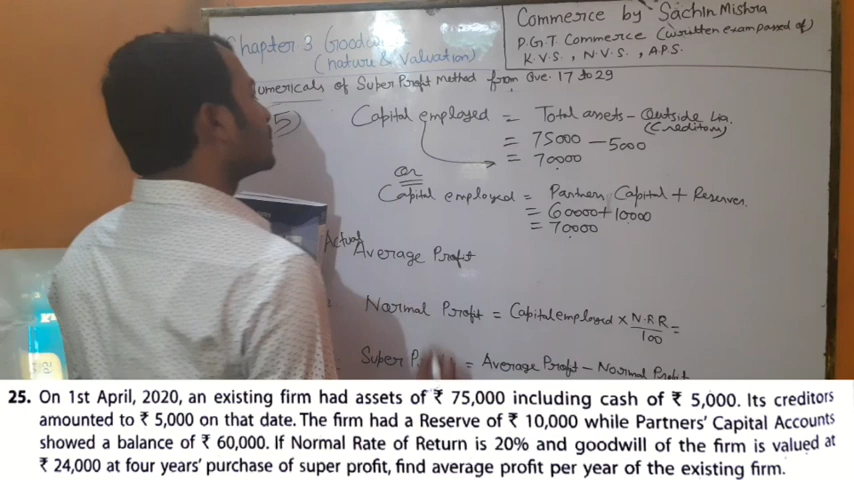 Chapter 3 Goodw
(nature & Valuation)
Commerce by Sachin Mishra
P.G.T Commerce (written exam passed of)
K.V.S., N.V.S., A.P.S.
umericals of Super Profit Method from Que. 17 to 29
5)
Capital employed = Total assets - Outside Lia.
(Creditors)
= 75000 - 5000
= 70000
or
Capital employed = Partners Capital + Reserves.
= 60000 + 10000
= 70000
Actual
Average Profit
Normal Profit = Capital employed × N.R.R/100 =
Super P = Average Profit - Normal Profit
25. On 1st April, 2020, an existing firm had assets of ₹ 75,000 including cash of ₹ 5,000. Its creditors
amounted to ₹ 5,000 on that date. The firm had a Reserve of ₹ 10,000 while Partners' Capital Accounts
showed a balance of ₹ 60,000. If Normal Rate of Return is 20% and goodwill of the firm is valued at
₹ 24,000 at four years' purchase of super profit, find average profit per year of the existing firm.